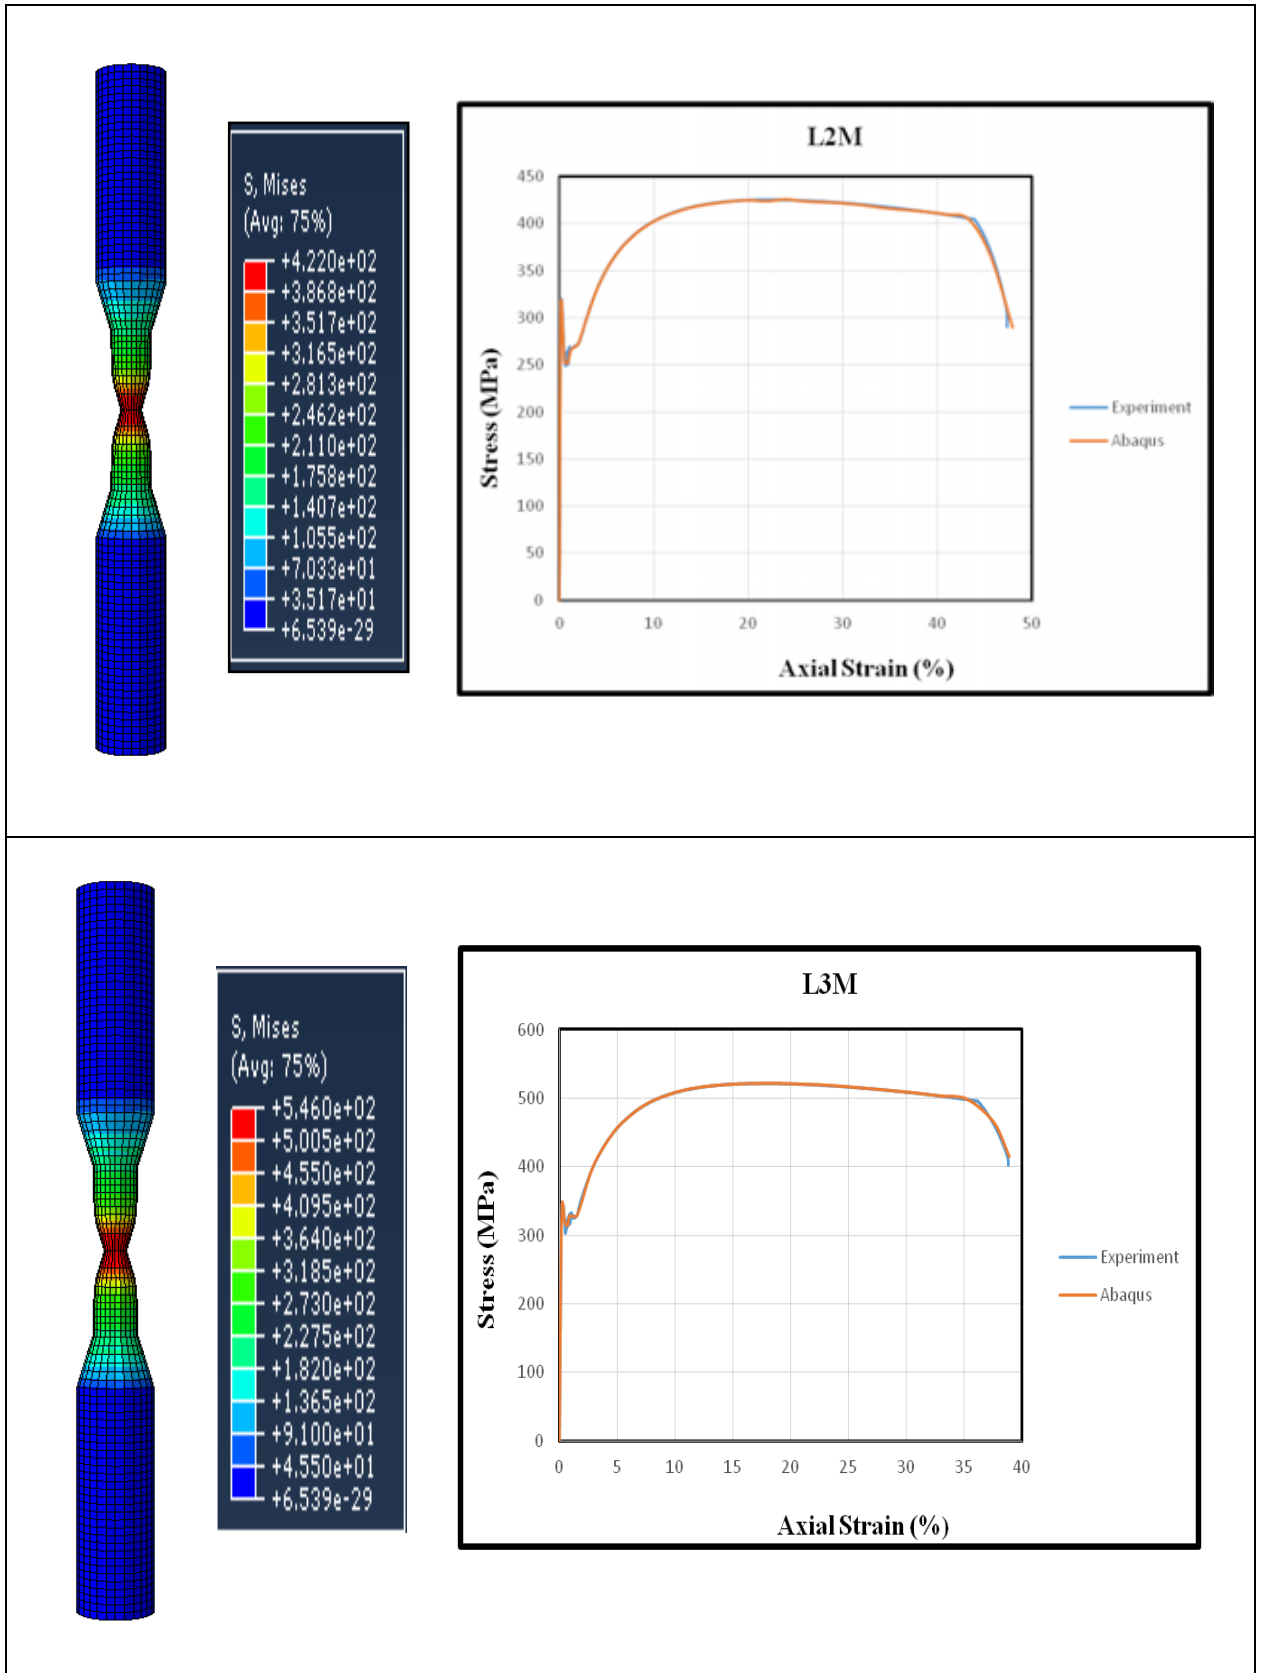 S, Mises
(Avg: 75%)
+4.220e+02
+3.868e+02
+3.517e+02
+3.165e+02
+2.813e+02
+2.462e+02
+2.110e+02
+1.758e+02
+1.407e+02
+1.055e+02
+7.033e+01
+3.517e+01
+6.539e-29
L2M
Stress (MPa)
450
400
350
300
250
200
150
100
50
0
0 10 20 30 40 50
Axial Strain (%)
Experiment
Abaqus
S, Mises
(Avg: 75%)
+5.460e+02
+5.005e+02
+4.550e+02
+4.095e+02
+3.640e+02
+3.185e+02
+2.730e+02
+2.275e+02
+1.820e+02
+1.365e+02
+9.100e+01
+4.550e+01
+6.539e-29
L3M
Stress (MPa)
600
500
400
300
200
100
0
0 5 10 15 20 25 30 35 40
Axial Strain (%)
Experiment
Abaqus